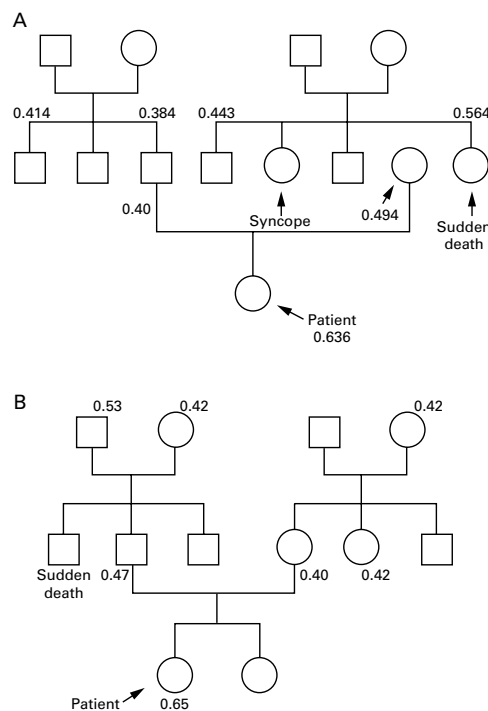 A
0.414 0.384 0.443 0.564
0.40 0.494
Syncope
Sudden
death
Patient
0.636
B
0.53 0.42 0.42
Sudden
death
0.47 0.40 0.42
Patient 0.65